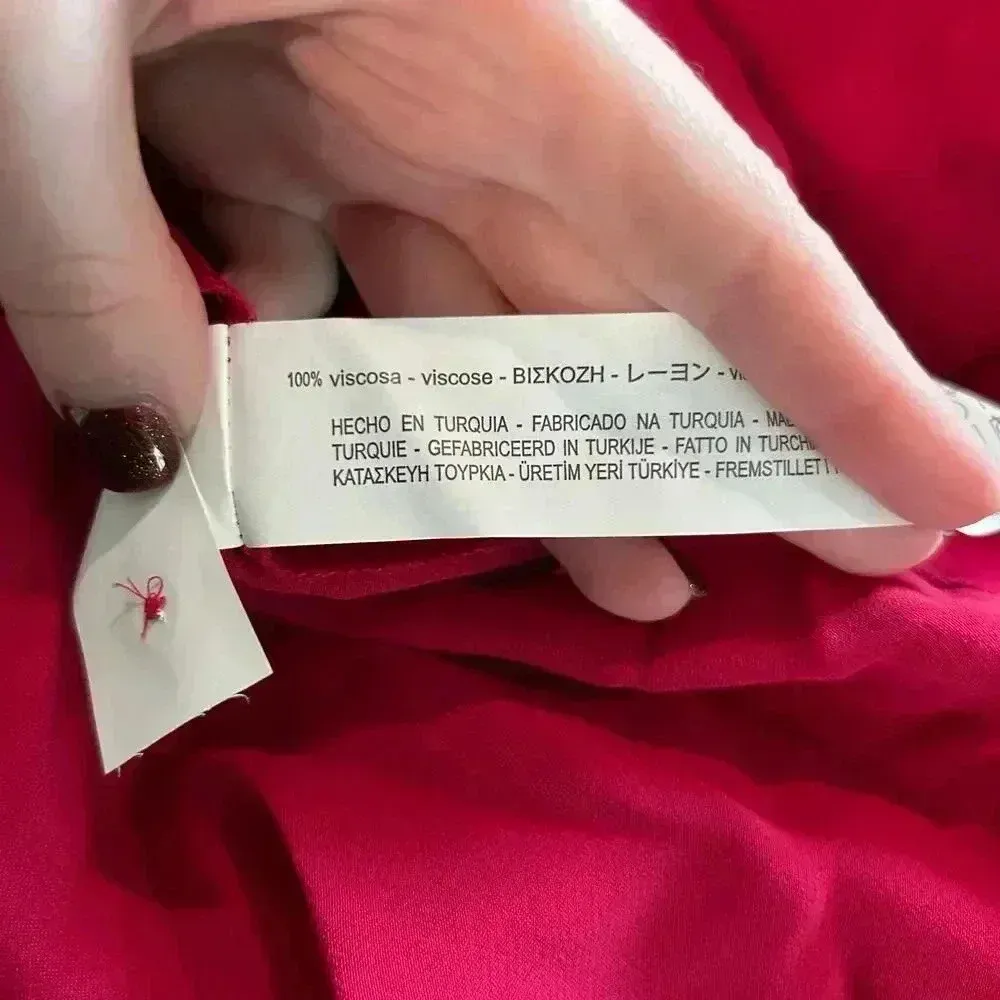 100% viscosa - viscose - ΒΙΣΚΟΖΗ - レーヨン -
HECHO EN TURQUIA - FABRICADO NA TURQUIA -
TURQUIE - GEFABRICEERD IN TURKIJE - FATTO IN
ΚΑΤΑΣΚΕΥΗ ΤΟΥΡΚΙΑ - ÜRETİM YERİ TÜRKİYE - FREMSTILLET